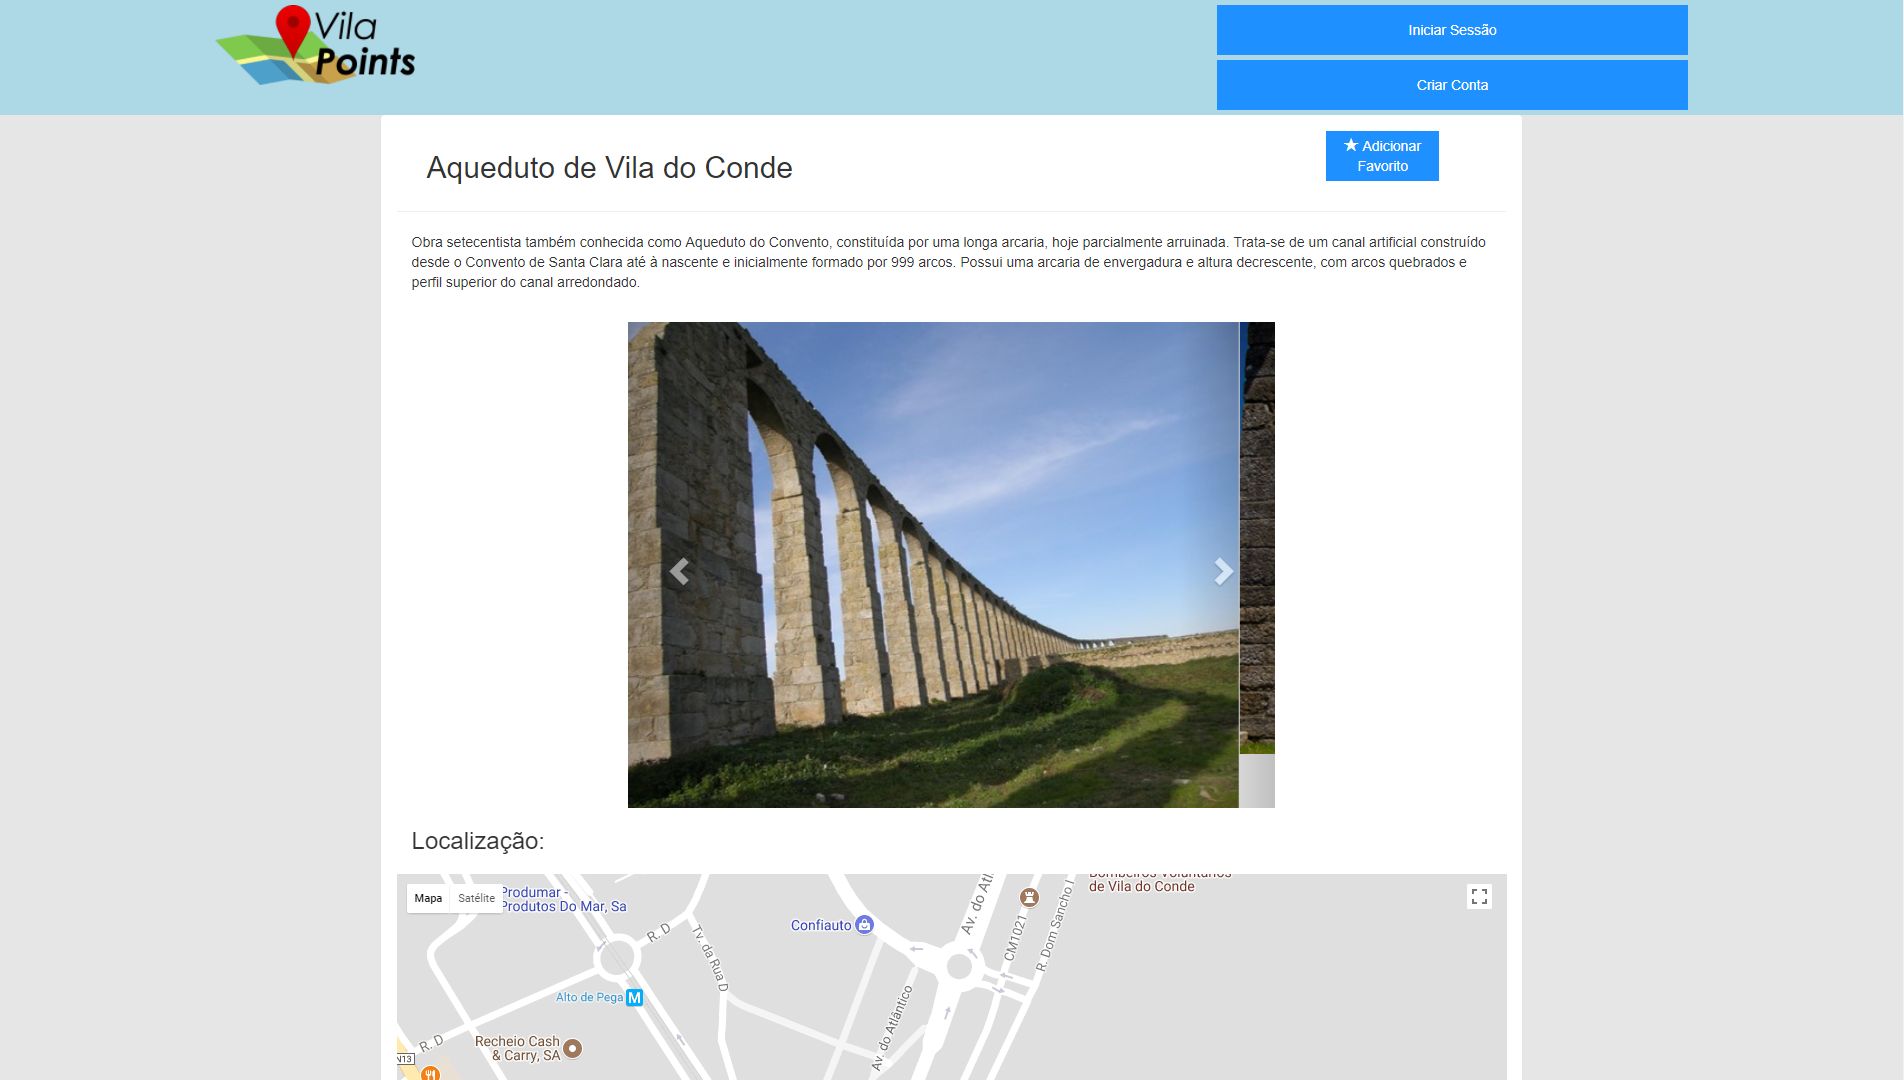 Vila
Points
Iniciar Sessão
Criar Conta
Aqueduto de Vila do Conde
Adicionar
Favorito
Obra setecentista também conhecida como Aqueduto do Convento, constituída por uma longa arcaria, hoje parcialmente arruinada. Trata-se de um canal artificial construído
desde o Convento de Santa Clara até à nascente e inicialmente formado por 999 arcos. Possui uma arcaria de envergadura e altura decrescente, com arcos quebrados e
perfil superior do canal arredondado.
Localização:
Mapa
Satélite
Produmar -
Produtos Do Mar, Sa
Confiauto
Bombeiros Voluntários
de Vila do Conde
Av. do Atl
CM1021
R. Dom Sancho I
R. D
Tv. da Rua D
Alto de Pega
M
Av. do Atlântico
Recheio Cash
& Carry, SA
R. D
N13